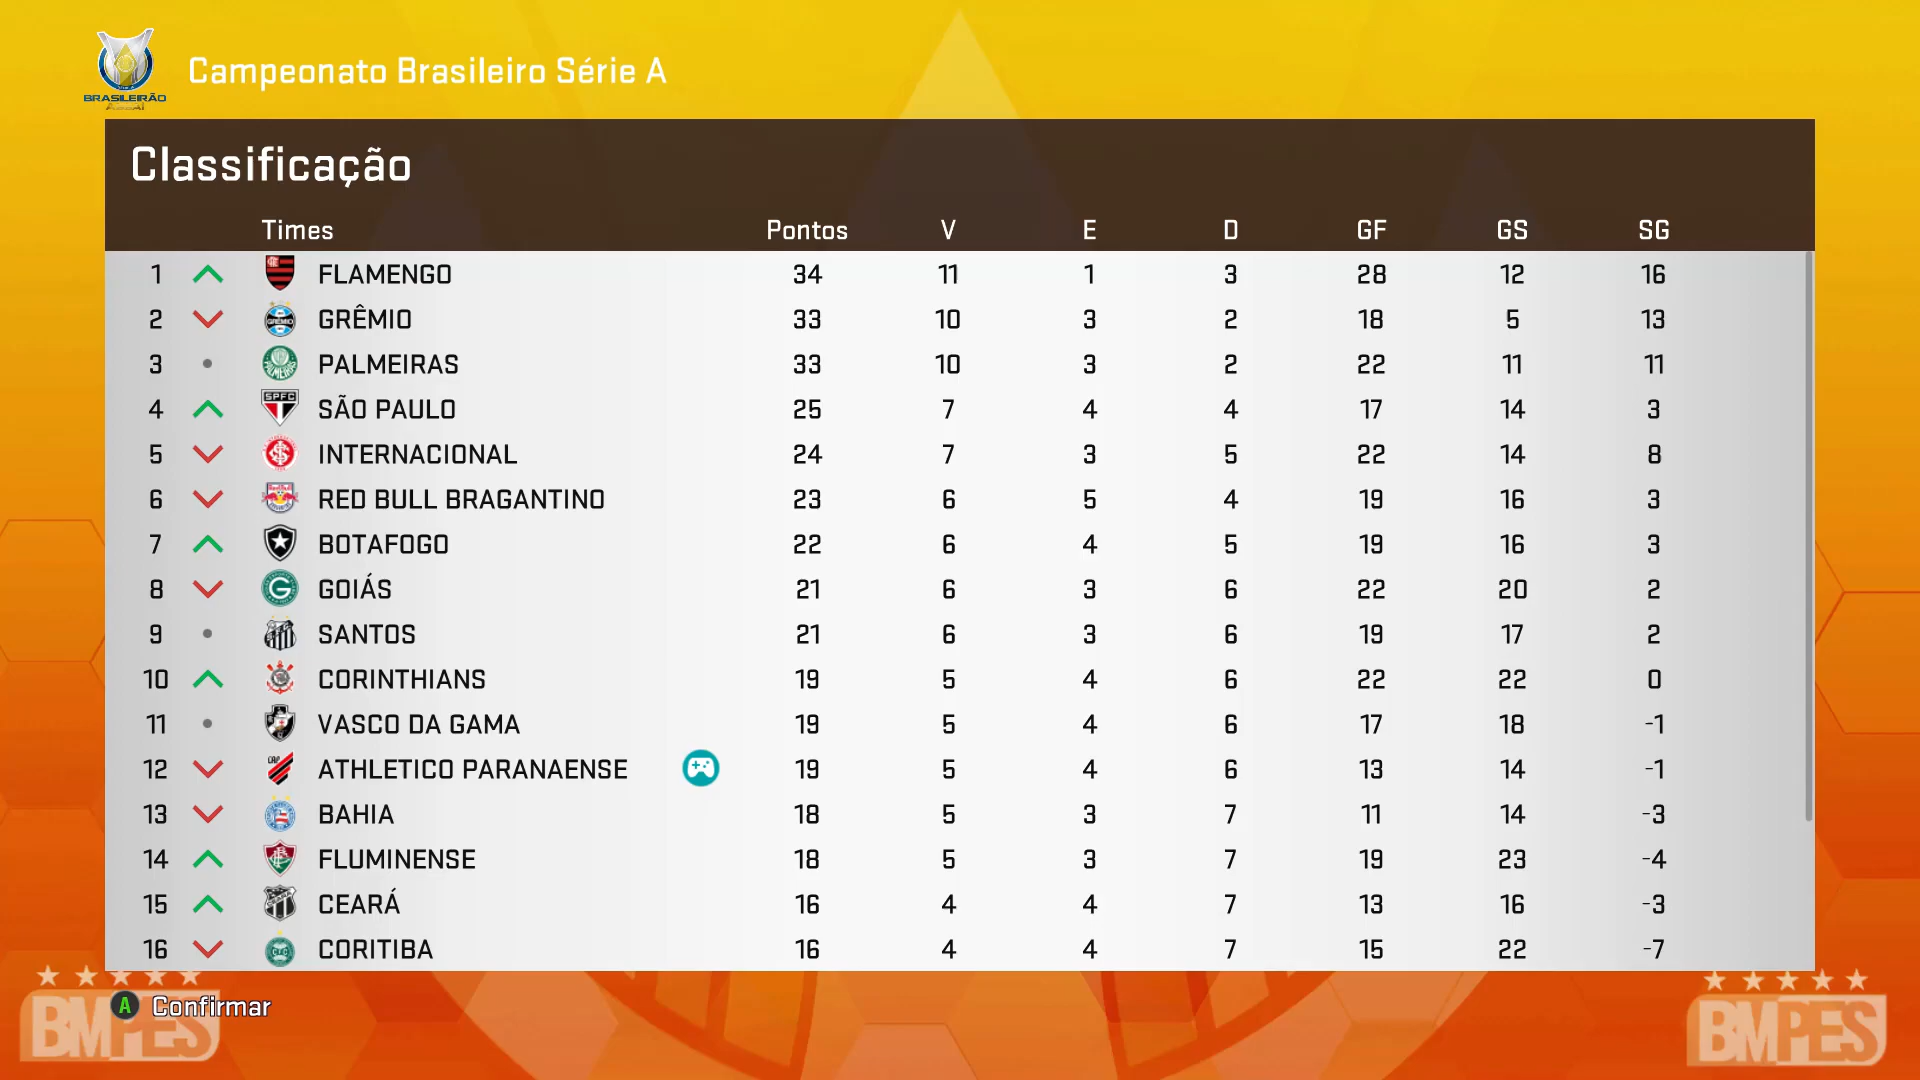 BRASILEIRÃO
Campeonato Brasileiro Série A
Classificação
Times Pontos V E D GF GS SG
1 FLAMENGO 34 11 1 3 28 12 16
2 GRÊMIO 33 10 3 2 18 5 13
3 PALMEIRAS 33 10 3 2 22 11 11
4 SPFC SÃO PAULO 25 7 4 4 17 14 3
5 INTERNACIONAL 24 7 3 5 22 14 8
6 RED BULL BRAGANTINO 23 6 5 4 19 16 3
7 BOTAFOGO 22 6 4 5 19 16 3
8 GOIÁS 21 6 3 6 22 20 2
9 SANTOS 21 6 3 6 19 17 2
10 CORINTHIANS 19 5 4 6 22 22 0
11 VASCO DA GAMA 19 5 4 6 17 18 -1
12 CAP ATHLETICO PARANAENSE 19 5 4 6 13 14 -1
13 BAHIA 18 5 3 7 11 14 -3
14 FLUMINENSE 18 5 3 7 19 23 -4
15 CEARÁ 16 4 4 7 13 16 -3
16 CORITIBA 16 4 4 7 15 22 -7
A Confirmar
BMPES
BMPES